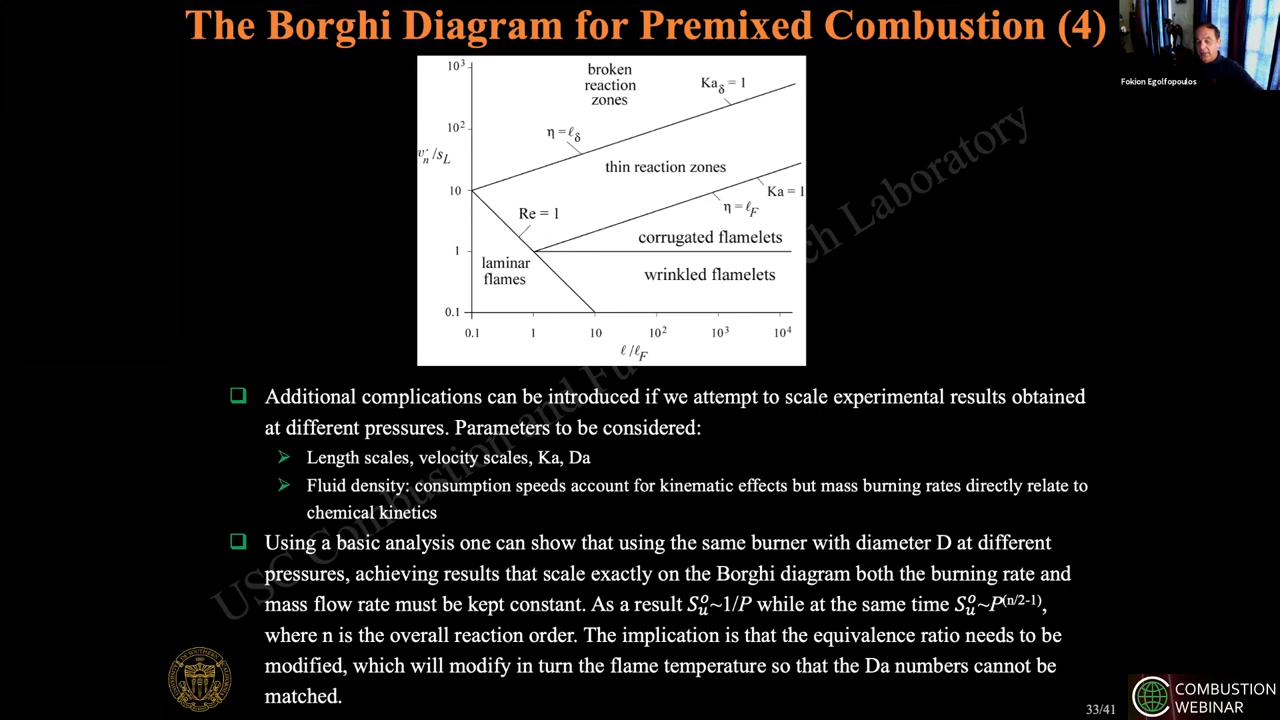 The Borghi Diagram for Premixed Combustion (4)
Fokion Egolfopoulos
10³
broken
reaction
zones
Ka_δ = 1
10²
η = ℓ_δ
v′_n /s_L
thin reaction zones
10
Ka = 1
Re = 1
η = ℓ_F
corrugated flamelets
1
laminar
flames
wrinkled flamelets
0.1
0.1 1 10 10² 10³ 10⁴
ℓ/ℓ_F
❑ Additional complications can be introduced if we attempt to scale experimental results obtained
at different pressures. Parameters to be considered:
➢ Length scales, velocity scales, Ka, Da
➢ Fluid density: consumption speeds account for kinematic effects but mass burning rates directly relate to
chemical kinetics
❑ Using a basic analysis one can show that using the same burner with diameter D at different
pressures, achieving results that scale exactly on the Borghi diagram both the burning rate and
mass flow rate must be kept constant. As a result S_u^o~1/P while at the same time S_u^o~P^(n/2-1),
where n is the overall reaction order. The implication is that the equivalence ratio needs to be
modified, which will modify in turn the flame temperature so that the Da numbers cannot be
matched.
33/41
COMBUSTION
WEBINAR